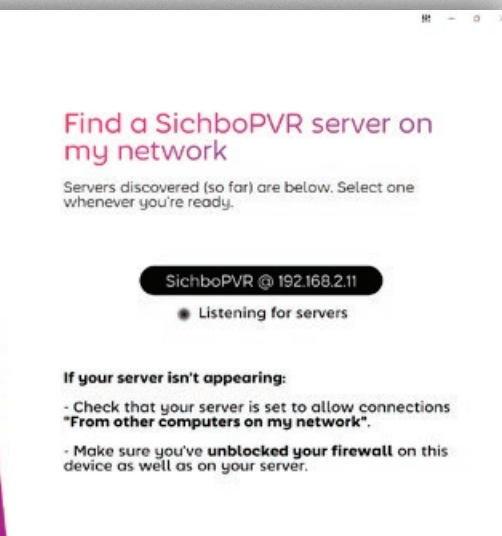 Find a SichboPVR server on
my network
Servers discovered (so far) are below. Select one
whenever you're ready.
SichboPVR @ 192.168.2.11
Listening for servers
If your server isn't appearing:
- Check that your server is set to allow connections
"From other computers on my network".
- Make sure you've unblocked your firewall on this
device as well as on your server.